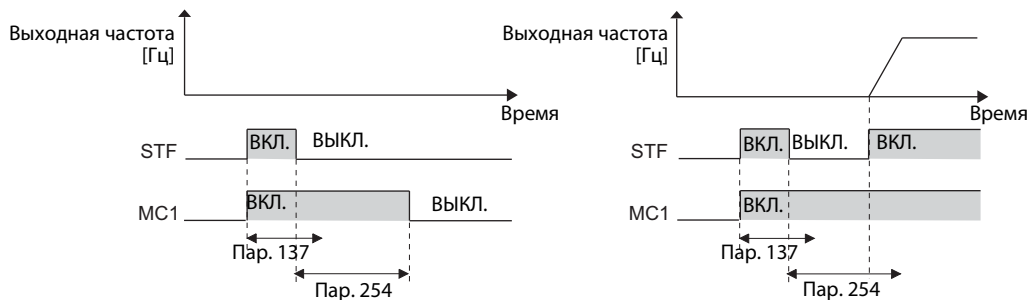 Выходная частота
[Гц]
Время
STF
ВКЛ.
ВЫКЛ.
MC1
ВКЛ.
ВЫКЛ.
Пар. 137
Пар. 254
Выходная частота
[Гц]
Время
STF
ВКЛ.
ВЫКЛ.
ВКЛ.
MC1
ВКЛ.
Пар. 137
Пар. 254